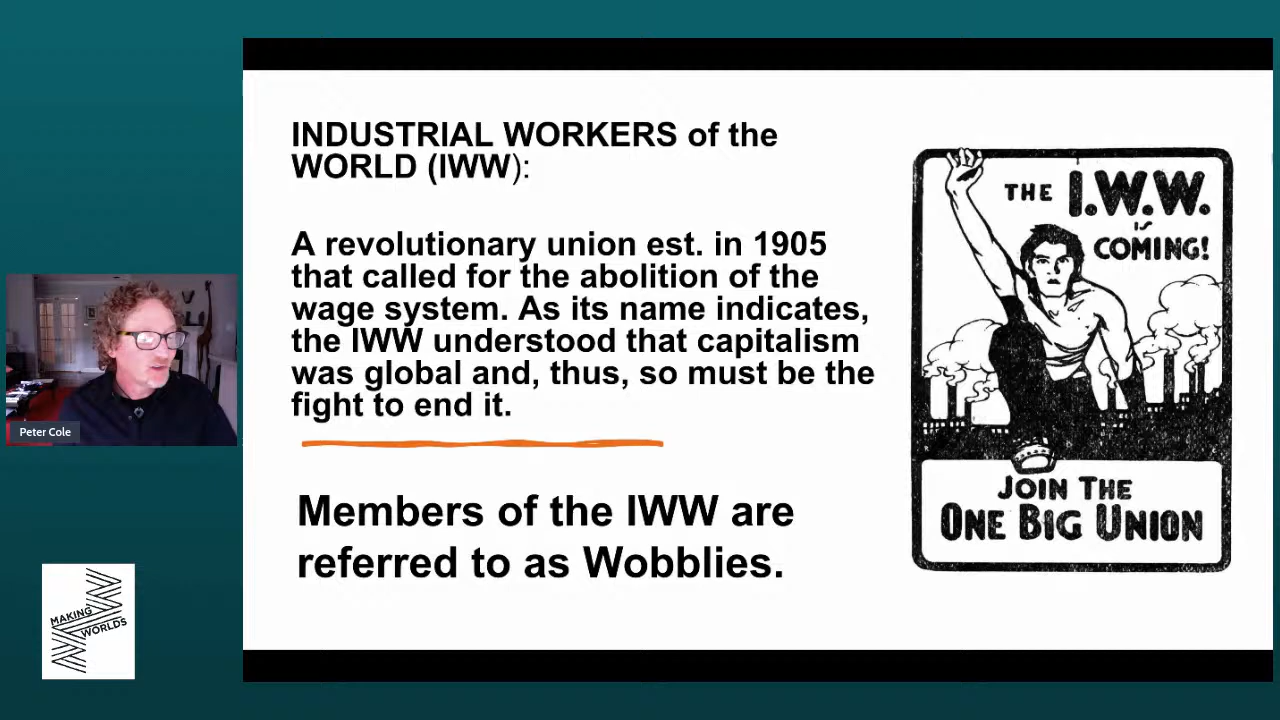 INDUSTRIAL WORKERS of the
WORLD (IWW):
A revolutionary union est. in 1905
that called for the abolition of the
wage system. As its name indicates,
the IWW understood that capitalism
was global and, thus, so must be the
fight to end it.
Members of the IWW are
referred to as Wobblies.
THE I.W.W.
IS
COMING!
JOIN THE
ONE BIG UNION
Peter Cole
MAKING
WORLDS